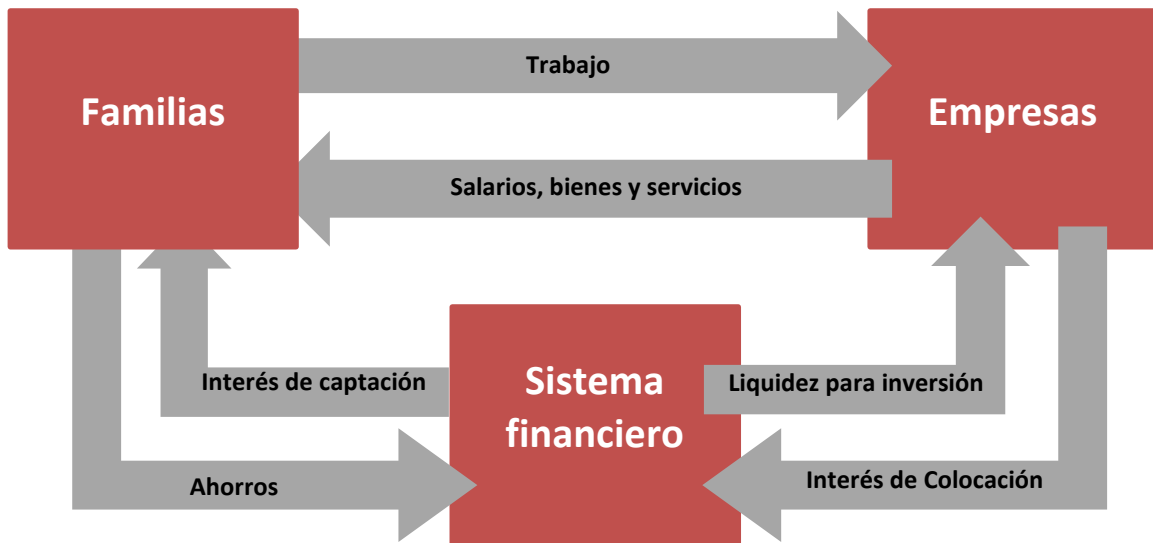 Trabajo
Familias
Empresas
Salarios, bienes y servicios
Interés de captación
Sistema
financiero
Liquidez para inversión
Ahorros
Interés de Colocación